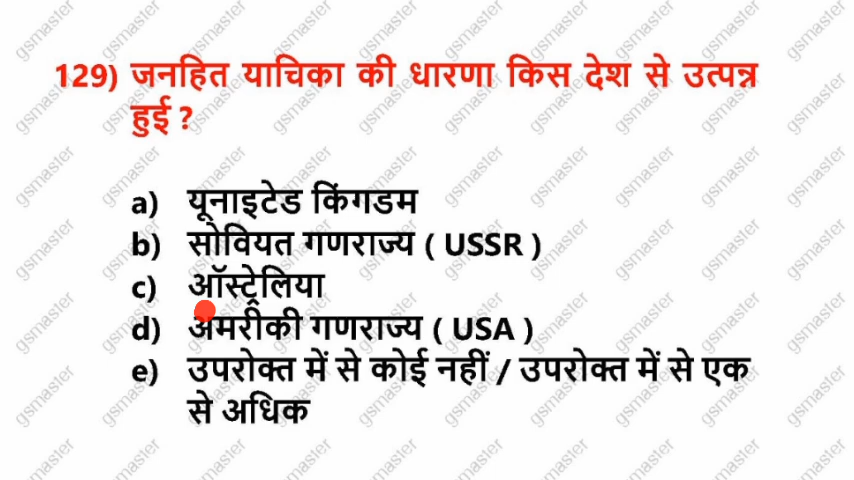 129) जनहित याचिका की धारणा किस देश से उत्पन्न
हुई ?
a) यूनाइटेड किंगडम
b) सोवियत गणराज्य ( USSR )
c) ऑस्ट्रेलिया
d) अमरीकी गणराज्य ( USA )
e) उपरोक्त में से कोई नहीं / उपरोक्त में से एक
से अधिक
gsmaster